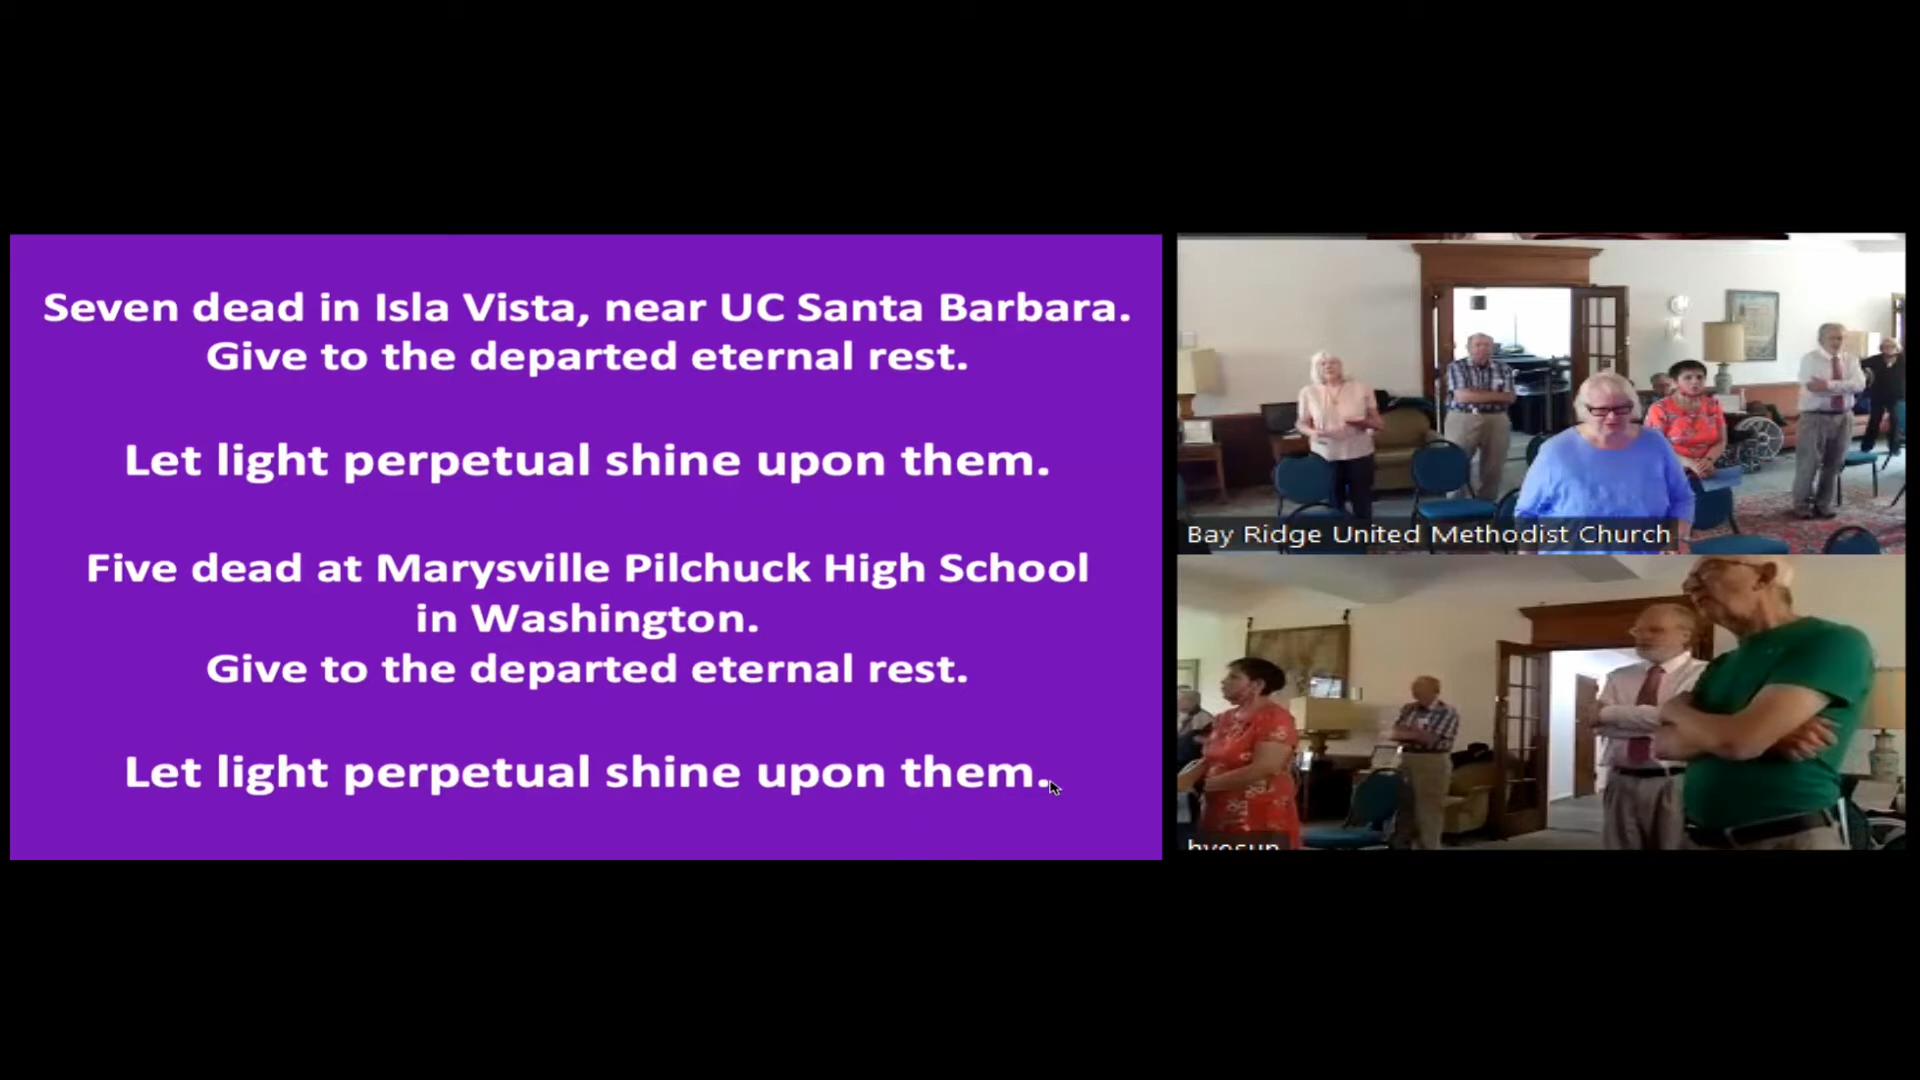 Seven dead in Isla Vista, near UC Santa Barbara.
Give to the departed eternal rest.
Let light perpetual shine upon them.
Five dead at Marysville Pilchuck High School
in Washington.
Give to the departed eternal rest.
Let light perpetual shine upon them.
Bay Ridge United Methodist Church
hyosun